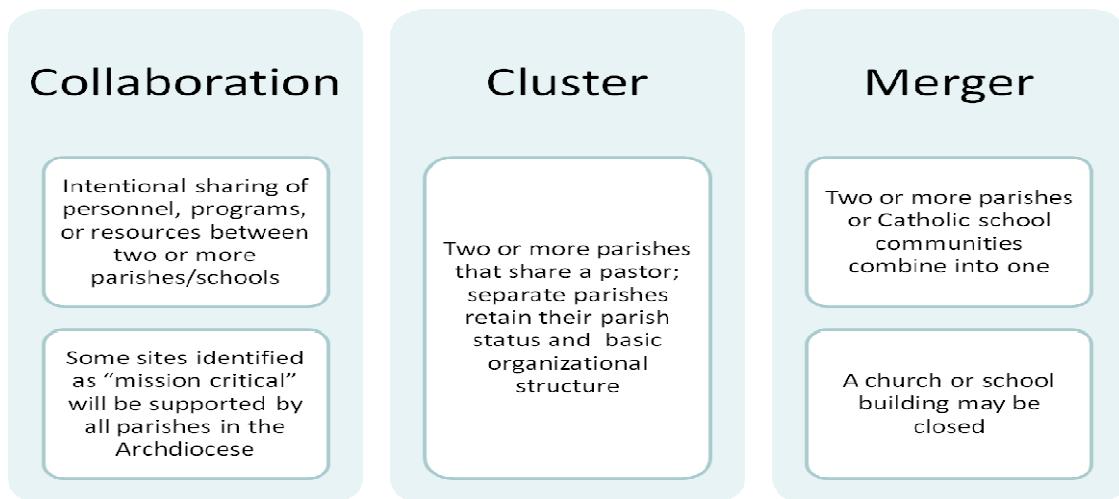 Collaboration
Intentional sharing of
personnel, programs,
or resources between
two or more
parishes/schools
Some sites identified
as “mission critical”
will be supported by
all parishes in the
Archdiocese
Cluster
Two or more parishes
that share a pastor;
separate parishes
retain their parish
status and basic
organizational
structure
Merger
Two or more parishes
or Catholic school
communities
combine into one
A church or school
building may be
closed